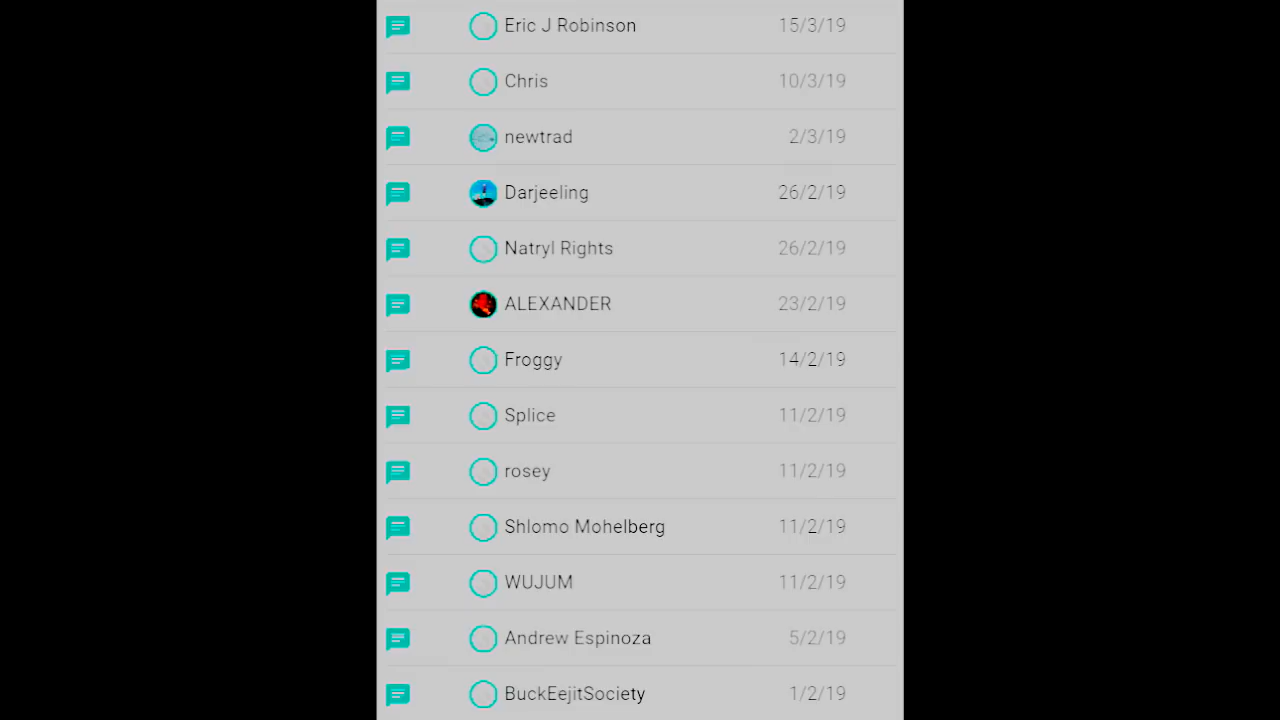 Eric J Robinson 15/3/19
Chris 10/3/19
newtrad 2/3/19
Darjeeling 26/2/19
Natryl Rights 26/2/19
ALEXANDER 23/2/19
Froggy 14/2/19
Splice 11/2/19
rosey 11/2/19
Shlomo Mohelberg 11/2/19
WUJUM 11/2/19
Andrew Espinoza 5/2/19
BuckEejitSociety 1/2/19